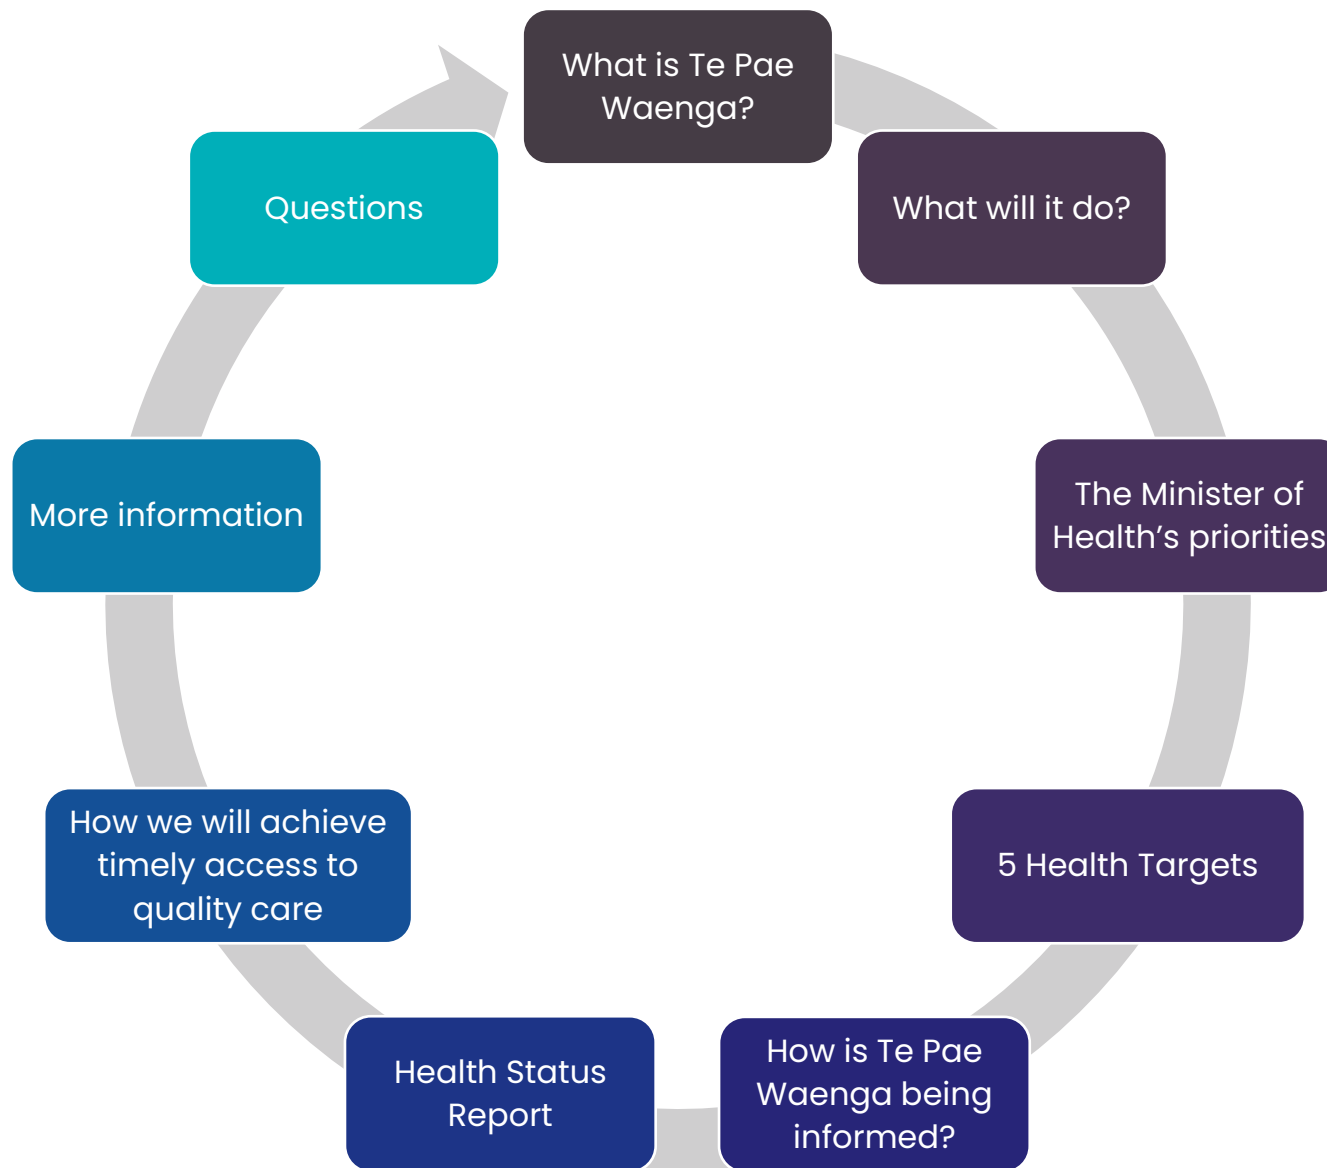 What is Te Pae
Waenga?
What will it do?
The Minister of
Health’s priorities
5 Health Targets
How is Te Pae
Waenga being
informed?
Health Status
Report
How we will achieve
timely access to
quality care
More information
Questions